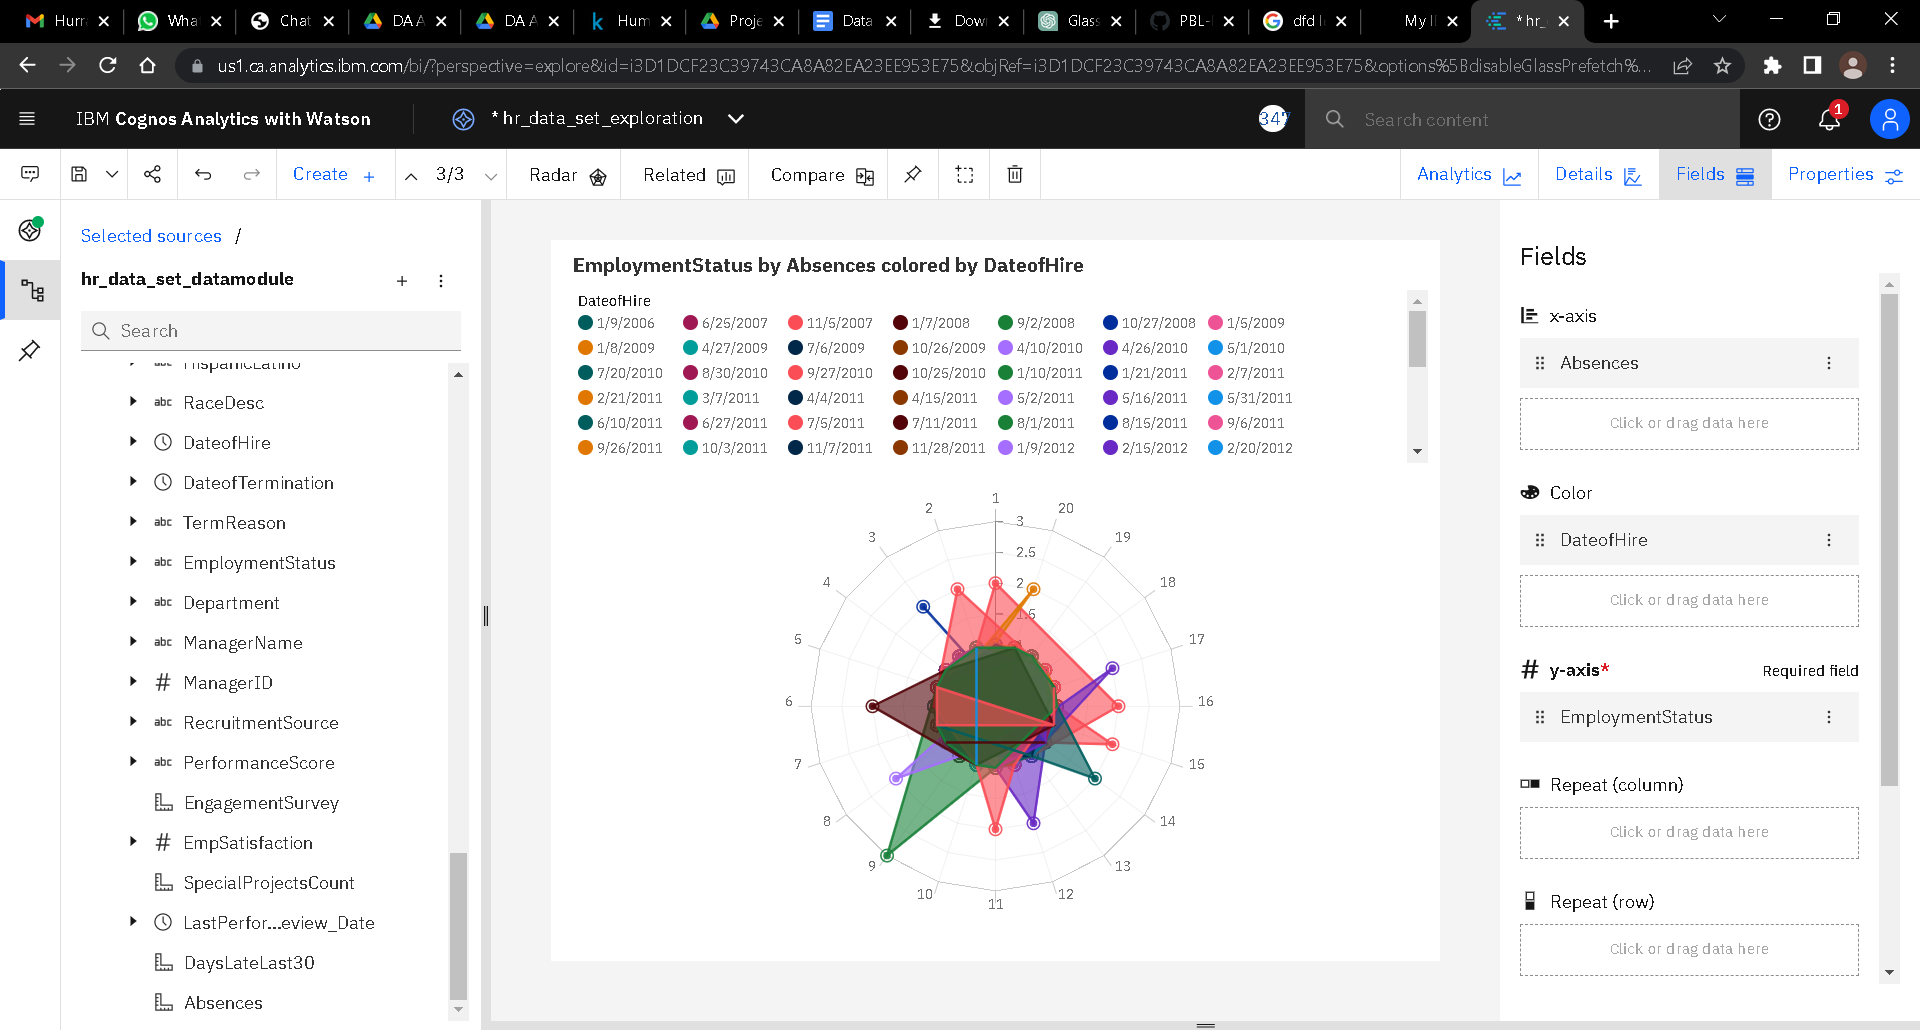 Hurr
What
Chat
DA A
DA A
Hum
Proje
Data
Dow
Glass
PBL-
dfd l
My I
* hr_
us1.ca.analytics.ibm.com/bi/?perspective=explore&id=i3D1DCF23C39743CA8A82EA23EE953E75&objRef=i3D1DCF23C39743CA8A82EA23EE953E75&options%5BdisableGlassPrefetch%...
IBM Cognos Analytics with Watson
* hr_data_set_exploration
347
Search content
1
Create +
3/3
Radar
Related
Compare
Analytics
Details
Fields
Properties
Selected sources /
hr_data_set_datamodule
Search
abc HispanicLatino
abc RaceDesc
DateofHire
DateofTermination
abc TermReason
abc EmploymentStatus
abc Department
abc ManagerName
# ManagerID
abc RecruitmentSource
abc PerformanceScore
EngagementSurvey
# EmpSatisfaction
SpecialProjectsCount
LastPerfor...eview_Date
DaysLateLast30
Absences
EmploymentStatus by Absences colored by DateofHire
DateofHire
1/9/2006 6/25/2007 11/5/2007 1/7/2008 9/2/2008 10/27/2008 1/5/2009
1/8/2009 4/27/2009 7/6/2009 10/26/2009 4/10/2010 4/26/2010 5/1/2010
7/20/2010 8/30/2010 9/27/2010 10/25/2010 1/10/2011 1/21/2011 2/7/2011
2/21/2011 3/7/2011 4/4/2011 4/15/2011 5/2/2011 5/16/2011 5/31/2011
6/10/2011 6/27/2011 7/5/2011 7/11/2011 8/1/2011 8/15/2011 9/6/2011
9/26/2011 10/3/2011 11/7/2011 11/28/2011 1/9/2012 2/15/2012 2/20/2012
1
2
20
3
3
19
2.5
4
2
18
5
17
6
16
7
15
8
14
9
13
10
12
11
Fields
x-axis
Absences
Click or drag data here
Color
DateofHire
Click or drag data here
# y-axis* Required field
EmploymentStatus
Repeat (column)
Click or drag data here
Repeat (row)
Click or drag data here